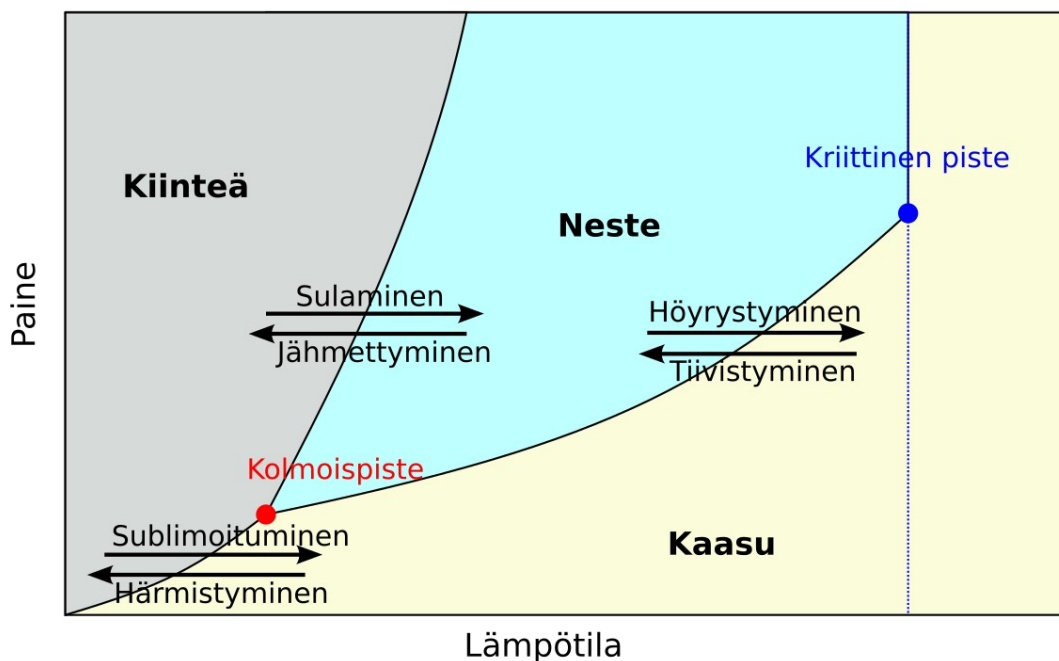 Kriittinen piste
Kiinteä
Neste
Paine
Sulaminen
Jähmettyminen
Höyrystyminen
Tiivistyminen
Kolmoispiste
Sublimoituminen
Härmistyminen
Kaasu
Lämpötila